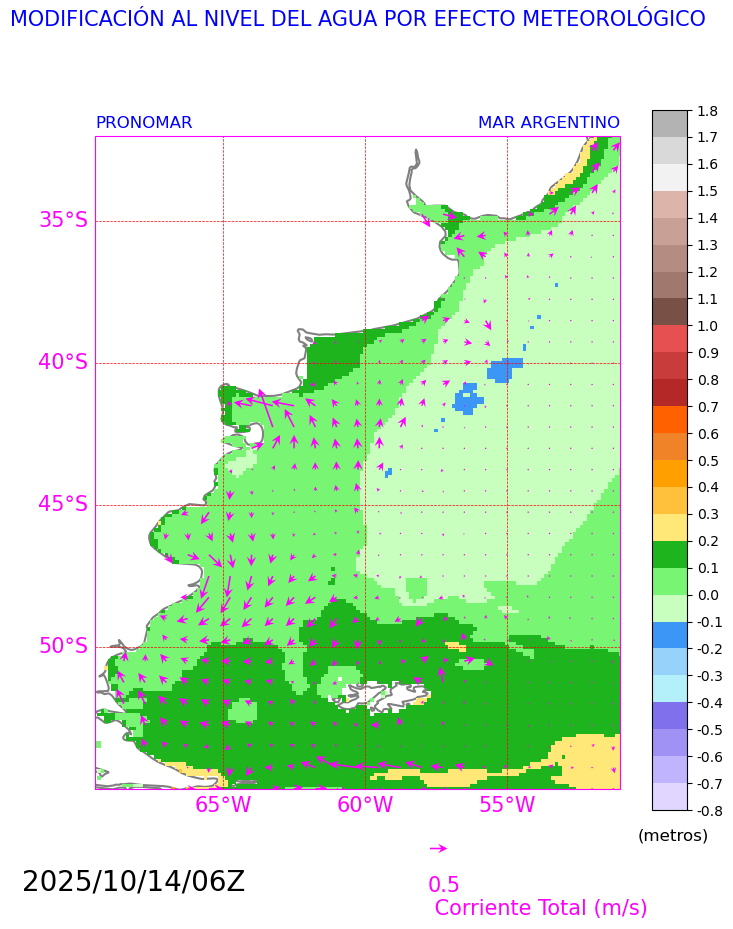 MODIFICACIÓN AL NIVEL DEL AGUA POR EFECTO METEOROLÓGICO
PRONOMAR
MAR ARGENTINO
35°S
40°S
45°S
50°S
65°W
60°W
55°W
1.8
1.7
1.6
1.5
1.4
1.3
1.2
1.1
1.0
0.9
0.8
0.7
0.6
0.5
0.4
0.3
0.2
0.1
0.0
-0.1
-0.2
-0.3
-0.4
-0.5
-0.6
-0.7
-0.8
(metros)
2025/10/14/06Z
0.5
Corriente Total (m/s)